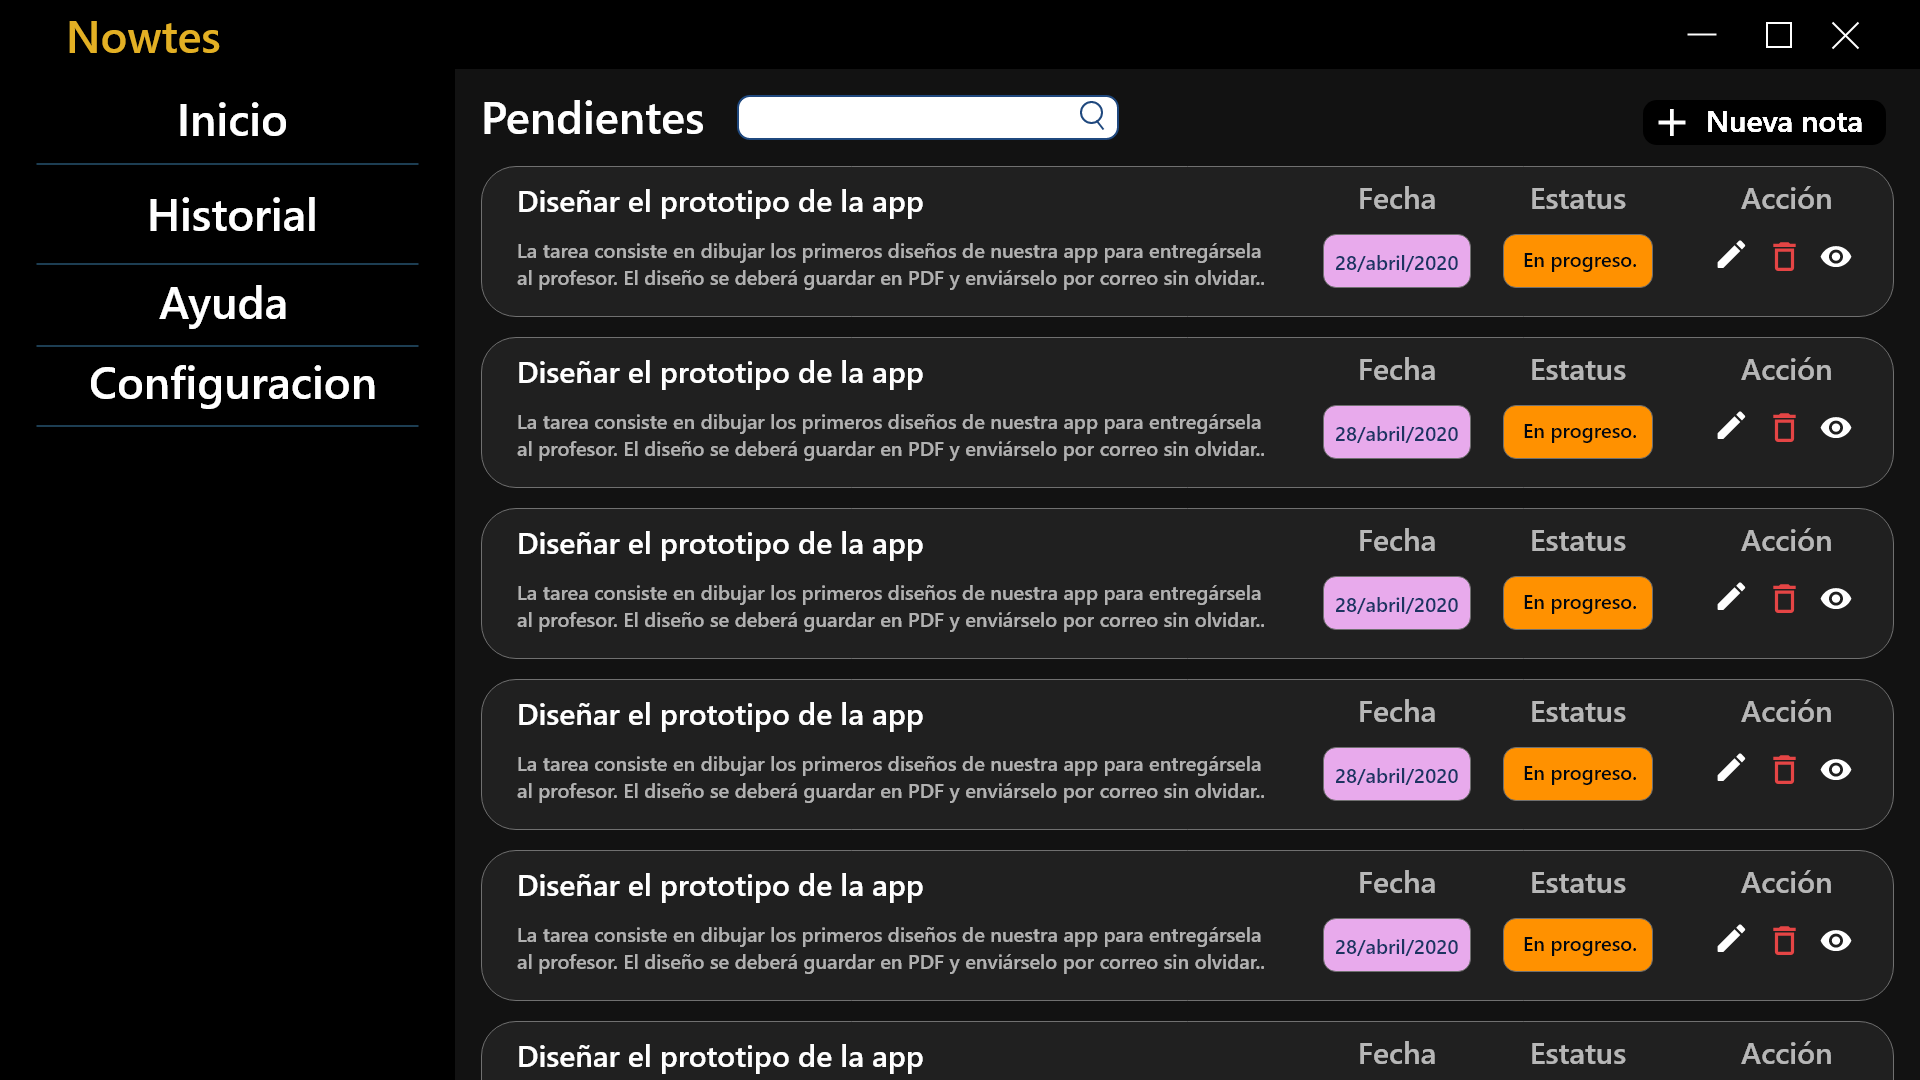 Nowtes
Inicio
Historial
Ayuda
Configuracion
Pendientes
Nueva nota
Diseñar el prototipo de la app
La tarea consiste en dibujar los primeros diseños de nuestra app para entregársela
al profesor. El diseño se deberá guardar en PDF y enviárselo por correo sin olvidar..
Fecha
28/abril/2020
Estatus
En progreso.
Acción
Diseñar el prototipo de la app
La tarea consiste en dibujar los primeros diseños de nuestra app para entregársela
al profesor. El diseño se deberá guardar en PDF y enviárselo por correo sin olvidar..
Fecha
28/abril/2020
Estatus
En progreso.
Acción
Diseñar el prototipo de la app
La tarea consiste en dibujar los primeros diseños de nuestra app para entregársela
al profesor. El diseño se deberá guardar en PDF y enviárselo por correo sin olvidar..
Fecha
28/abril/2020
Estatus
En progreso.
Acción
Diseñar el prototipo de la app
La tarea consiste en dibujar los primeros diseños de nuestra app para entregársela
al profesor. El diseño se deberá guardar en PDF y enviárselo por correo sin olvidar..
Fecha
28/abril/2020
Estatus
En progreso.
Acción
Diseñar el prototipo de la app
La tarea consiste en dibujar los primeros diseños de nuestra app para entregársela
al profesor. El diseño se deberá guardar en PDF y enviárselo por correo sin olvidar..
Fecha
28/abril/2020
Estatus
En progreso.
Acción
Diseñar el prototipo de la app
Fecha
Estatus
Acción